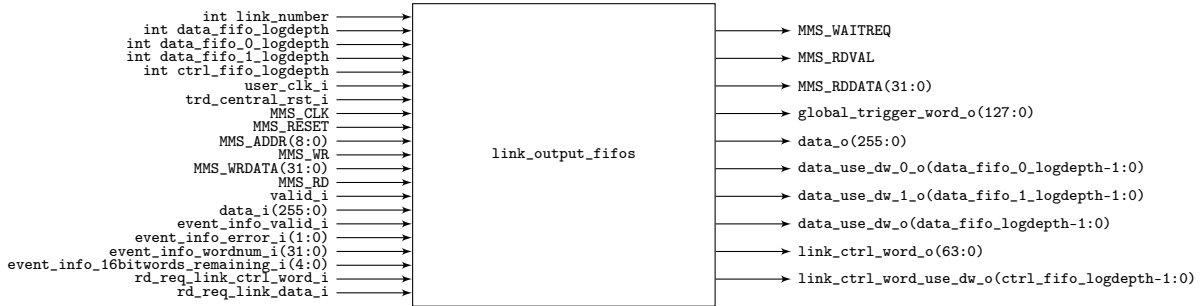 int link_number
int data_fifo_logdepth
int data_fifo_0_logdepth
int data_fifo_1_logdepth
int ctrl_fifo_logdepth
user_clk_i
trd_central_rst_i
MMS_CLK
MMS_RESET
MMS_ADDR(8:0)
MMS_WR
MMS_WRDATA(31:0)
MMS_RD
valid_i
data_i(255:0)
event_info_valid_i
event_info_error_i(1:0)
event_info_wordnum_i(31:0)
event_info_16bitwords_remaining_i(4:0)
rd_req_link_ctrl_word_i
rd_req_link_data_i
link_output_fifos
MMS_WAITREQ
MMS_RDVAL
MMS_RDDATA(31:0)
global_trigger_word_o(127:0)
data_o(255:0)
data_use_dw_0_o(data_fifo_0_logdepth-1:0)
data_use_dw_1_o(data_fifo_1_logdepth-1:0)
data_use_dw_o(data_fifo_logdepth-1:0)
link_ctrl_word_o(63:0)
link_ctrl_word_use_dw_o(ctrl_fifo_logdepth-1:0)